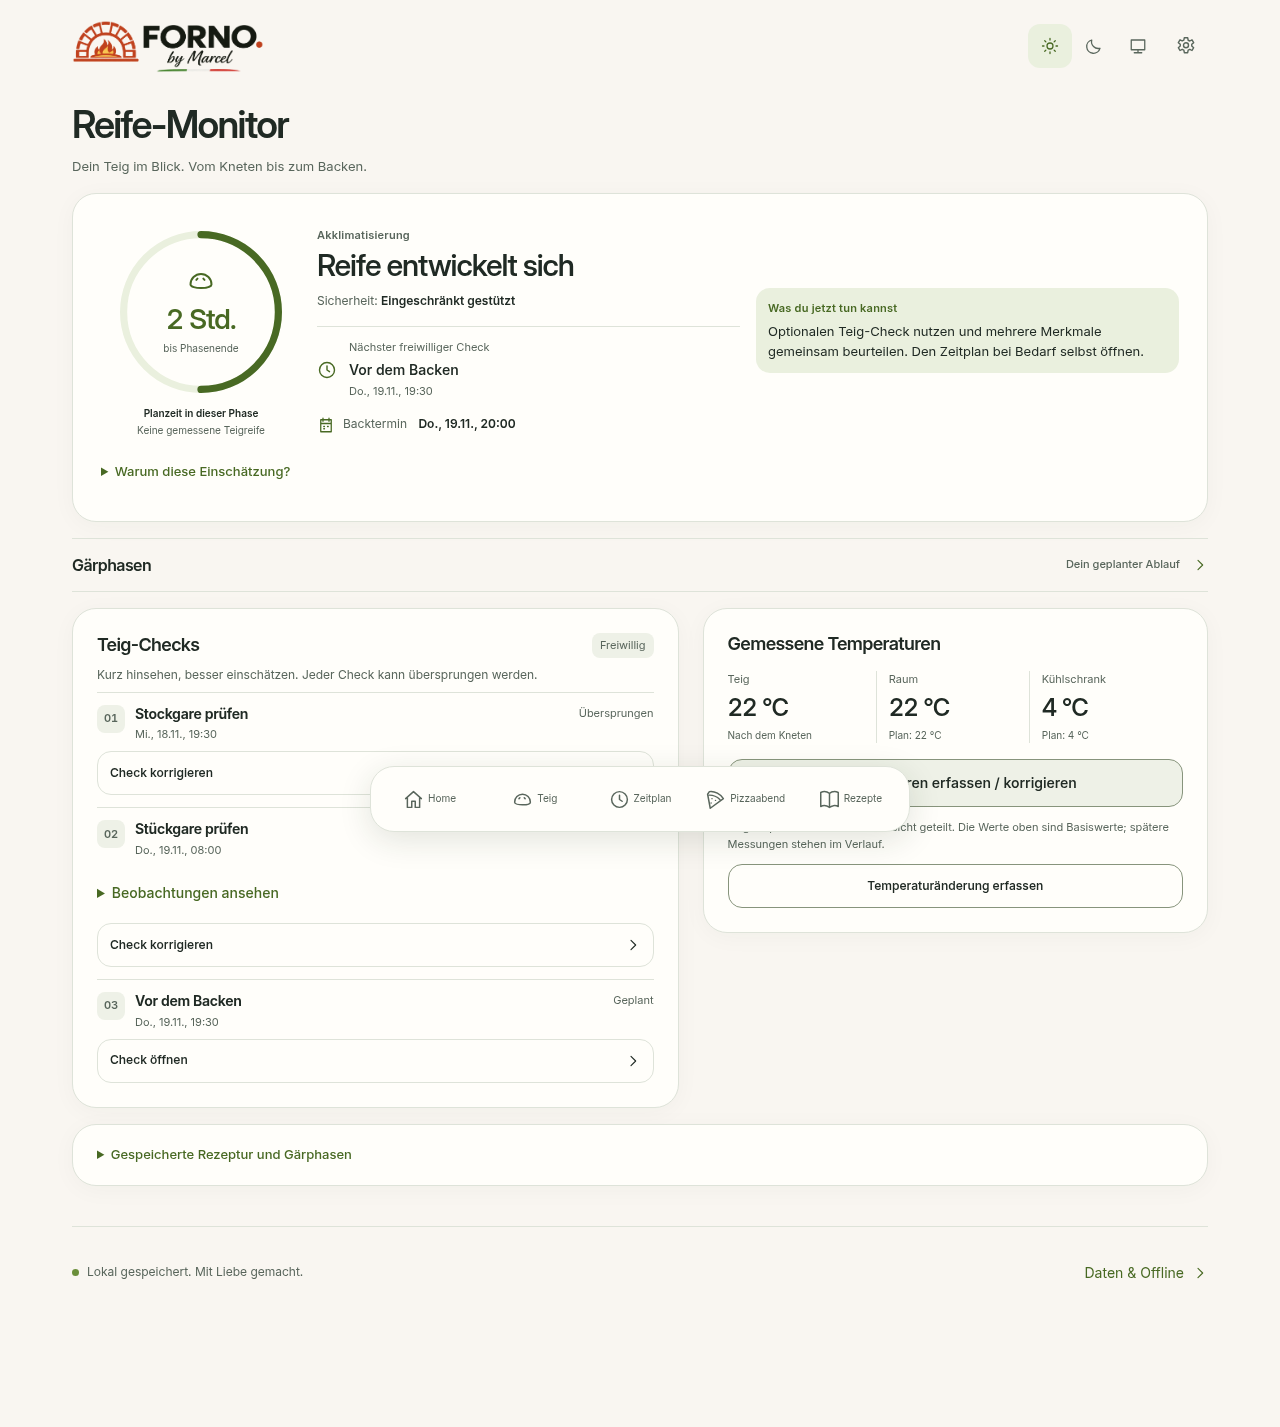 FORNO.
by Marcel
Reife-Monitor
Dein Teig im Blick. Vom Kneten bis zum Backen.
2 Std.
bis Phasenende
Planzeit in dieser Phase
Keine gemessene Teigreife
Akklimatisierung
Reife entwickelt sich
Sicherheit: Eingeschränkt gestützt
Nächster freiwilliger Check
Vor dem Backen
Do., 19.11., 19:30
Backtermin Do., 19.11., 20:00
Was du jetzt tun kannst
Optionalen Teig-Check nutzen und mehrere Merkmale
gemeinsam beurteilen. Den Zeitplan bei Bedarf selbst öffnen.
Warum diese Einschätzung?
Gärphasen
Dein geplanter Ablauf
Teig-Checks
Freiwillig
Kurz hinsehen, besser einschätzen. Jeder Check kann übersprungen werden.
01 Stockgare prüfen
Übersprungen
Mi., 18.11., 19:30
Check korrigieren
02 Stückgare prüfen
Do., 19.11., 08:00
Beobachtungen ansehen
Check korrigieren
03 Vor dem Backen
Geplant
Do., 19.11., 19:30
Check öffnen
Gemessene Temperaturen
Teig
22 °C
Nach dem Kneten
Raum
22 °C
Plan: 22 °C
Kühlschrank
4 °C
Plan: 4 °C
erfassen / korrigieren
geteilt. Die Werte oben sind Basiswerte; spätere
Messungen stehen im Verlauf.
Temperaturänderung erfassen
Home
Teig
Zeitplan
Pizzaabend
Rezepte
Gespeicherte Rezeptur und Gärphasen
Lokal gespeichert. Mit Liebe gemacht.
Daten & Offline